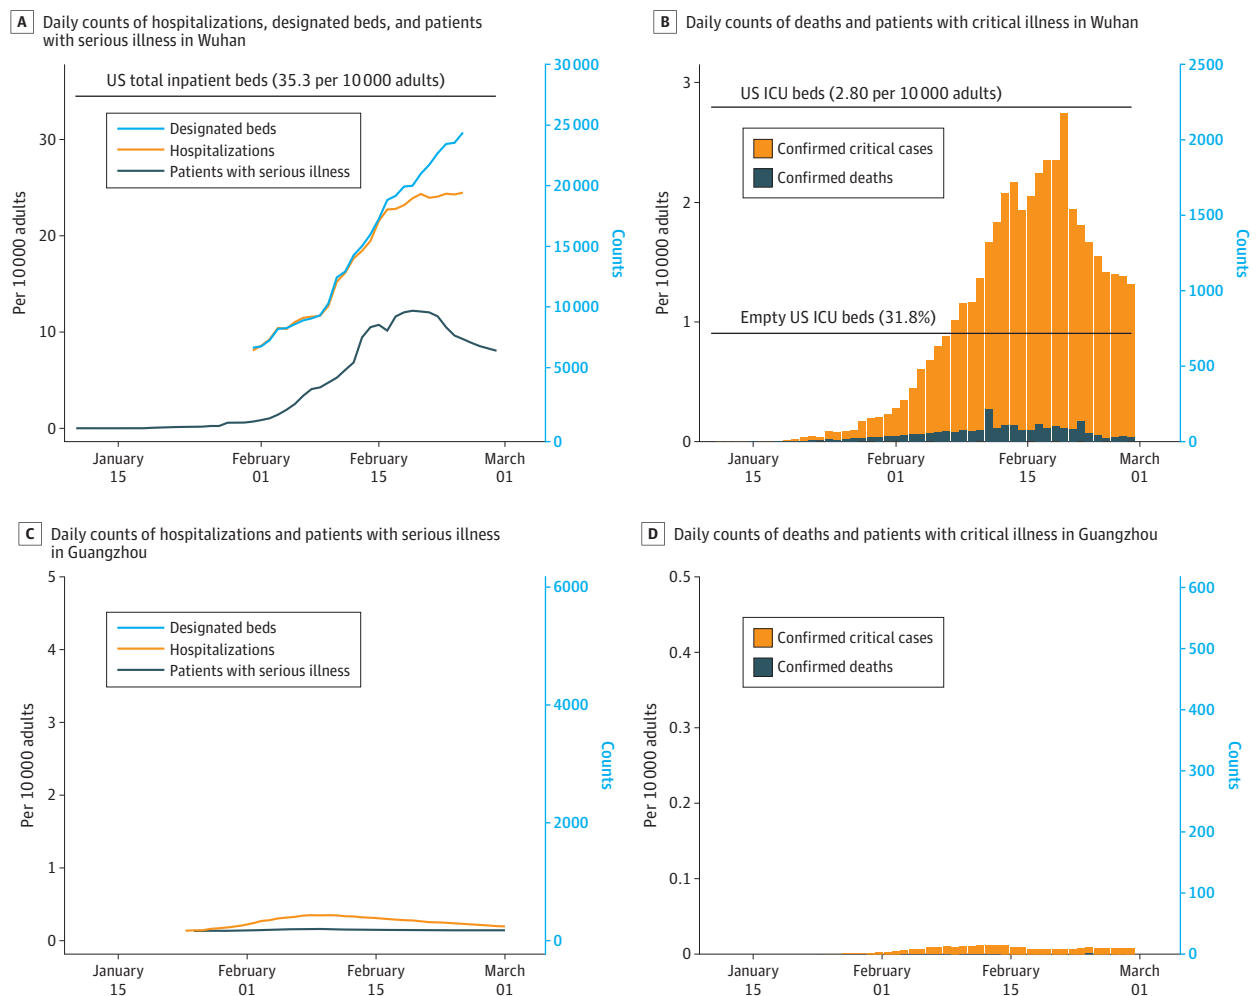 A Daily counts of hospitalizations, designated beds, and patients
with serious illness in Wuhan
US total inpatient beds (35.3 per 10 000 adults)
Designated beds
Hospitalizations
Patients with serious illness
Per 10 000 adults
30
20
10
0
30 000
25 000
20 000
15 000
10 000
5000
0
Counts
January
15
February
01
February
15
March
01
B Daily counts of deaths and patients with critical illness in Wuhan
US ICU beds (2.80 per 10 000 adults)
Confirmed critical cases
Confirmed deaths
Empty US ICU beds (31.8%)
Per 10 000 adults
3
2
1
0
2500
2000
1500
1000
500
0
Counts
January
15
February
01
February
15
March
01
C Daily counts of hospitalizations and patients with serious illness
in Guangzhou
Designated beds
Hospitalizations
Patients with serious illness
Per 10 000 adults
5
4
3
2
1
0
6000
4000
2000
0
Counts
January
15
February
01
February
15
March
01
D Daily counts of deaths and patients with critical illness in Guangzhou
Confirmed critical cases
Confirmed deaths
Per 10 000 adults
0.5
0.4
0.3
0.2
0.1
0
600
500
400
300
200
100
0
Counts
January
15
February
01
February
15
March
01